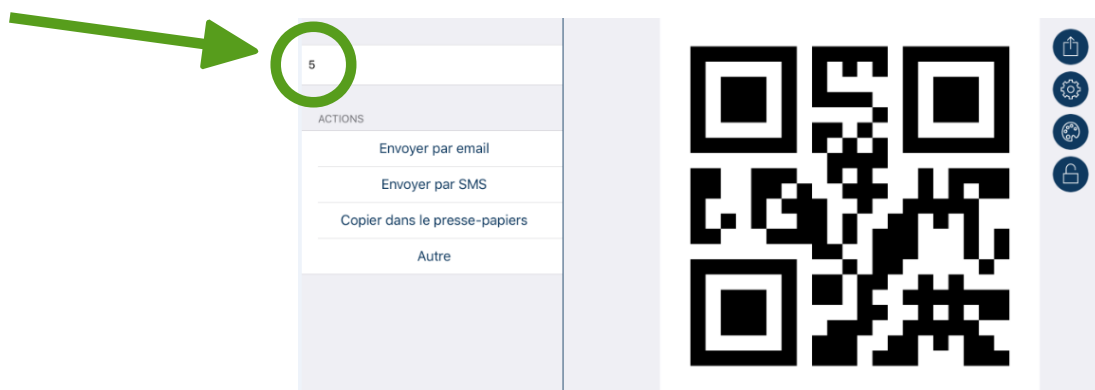 5
ACTIONS
Envoyer par email
Envoyer par SMS
Copier dans le presse-papiers
Autre